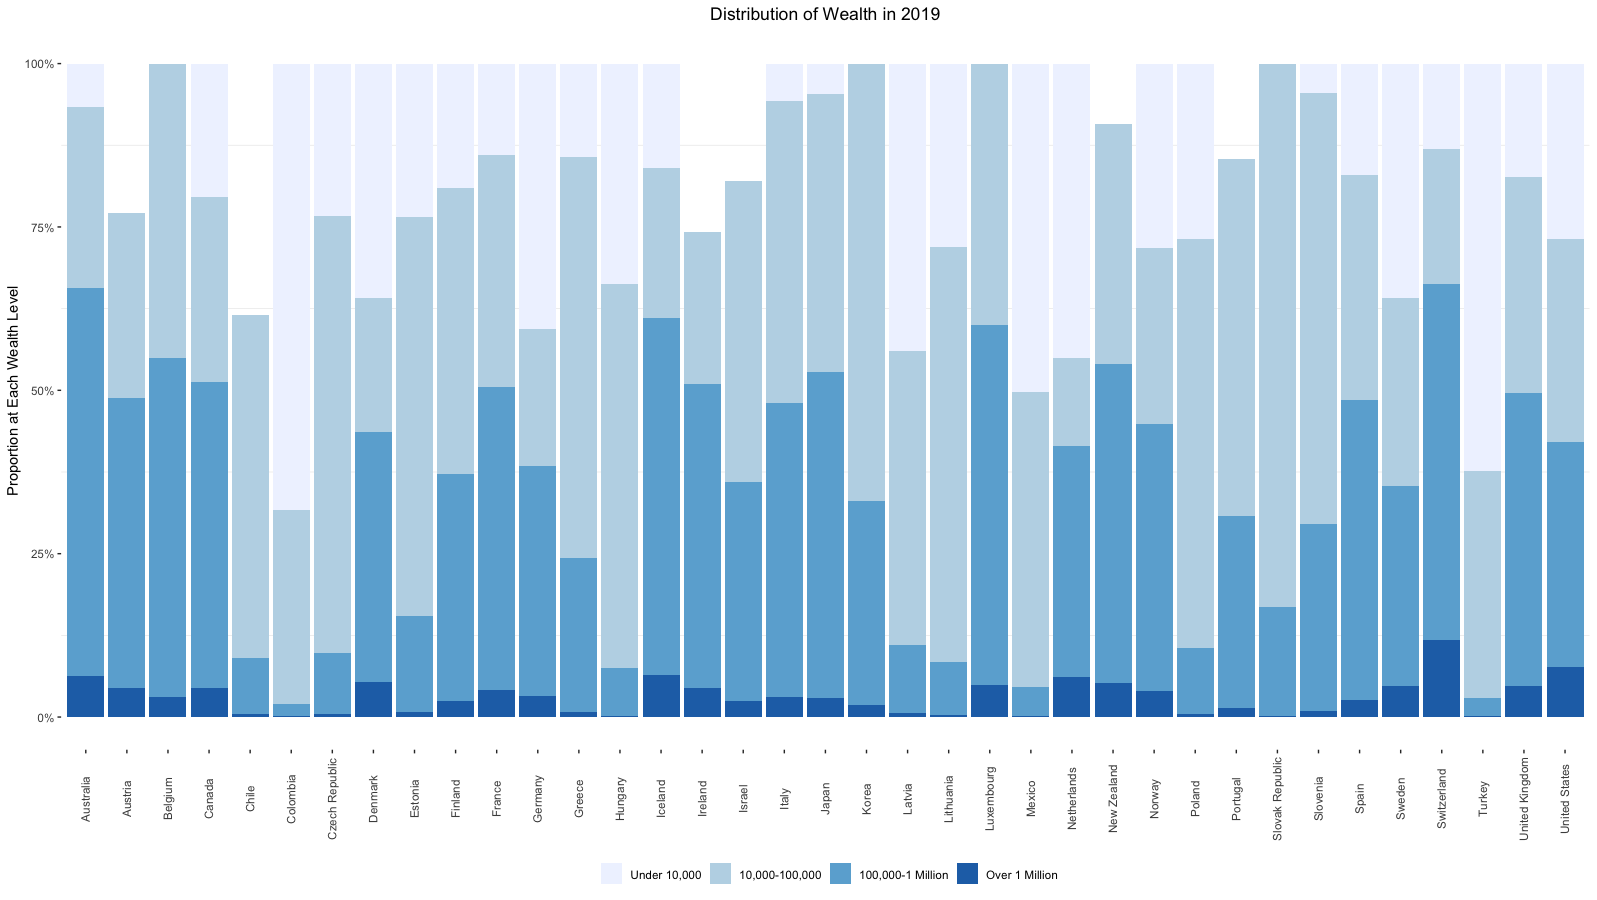 Distribution of Wealth in 2019
Proportion at Each Wealth Level
100%
75%
50%
25%
0%
Australia
Austria
Belgium
Canada
Chile
Colombia
Czech Republic
Denmark
Estonia
Finland
France
Germany
Greece
Hungary
Iceland
Ireland
Israel
Italy
Japan
Korea
Latvia
Lithuania
Luxembourg
Mexico
Netherlands
New Zealand
Norway
Poland
Portugal
Slovak Republic
Slovenia
Spain
Sweden
Switzerland
Turkey
United Kingdom
United States
Under 10,000
10,000-100,000
100,000-1 Million
Over 1 Million